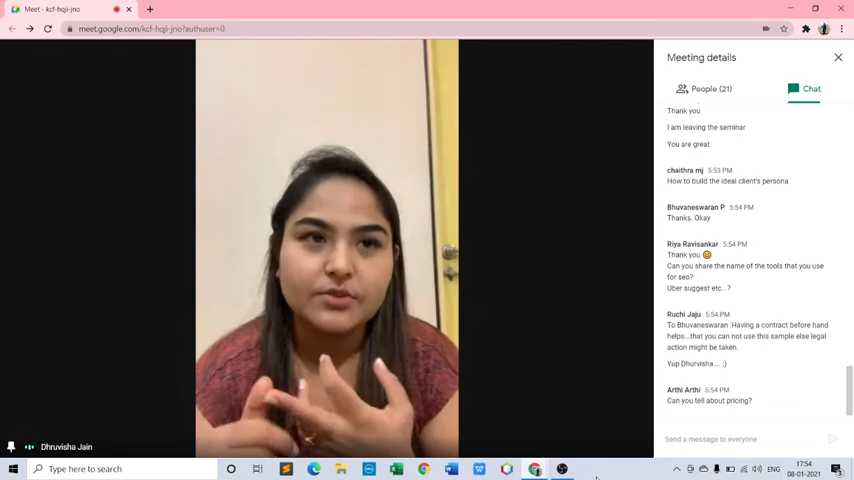 Meet - kcf-hqji-jno
meet.google.com/kcf-hqji-jno?authuser=0
Meeting details
People (21)
Chat
Thank you
I am leaving the seminar
You are great
chaithra mj 5:53 PM
How to build the ideal client's persona
Bhuvaneswaran P 5:54 PM
Thanks. Okay
Riya Ravisankar 5:54 PM
Thank you 😊
Can you share the name of the tools that you use
for seo?
Uber suggest etc...?
Ruchi Jaju 5:54 PM
To Bhuvaneswaran :Having a contract before hand
helps...that you can not use this sample else legal
action might be taken.
Yup Dhurvisha.... ;)
Arthi Arthi 5:54 PM
Can you tell about pricing?
Dhruvisha Jain
Send a message to everyone
Type here to search
ENG
17:54
08-01-2021